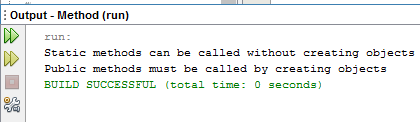 Output - Method (run)
run:
Static methods can be called without creating objects
Public methods must be called by creating objects
BUILD SUCCESSFUL (total time: 0 seconds)